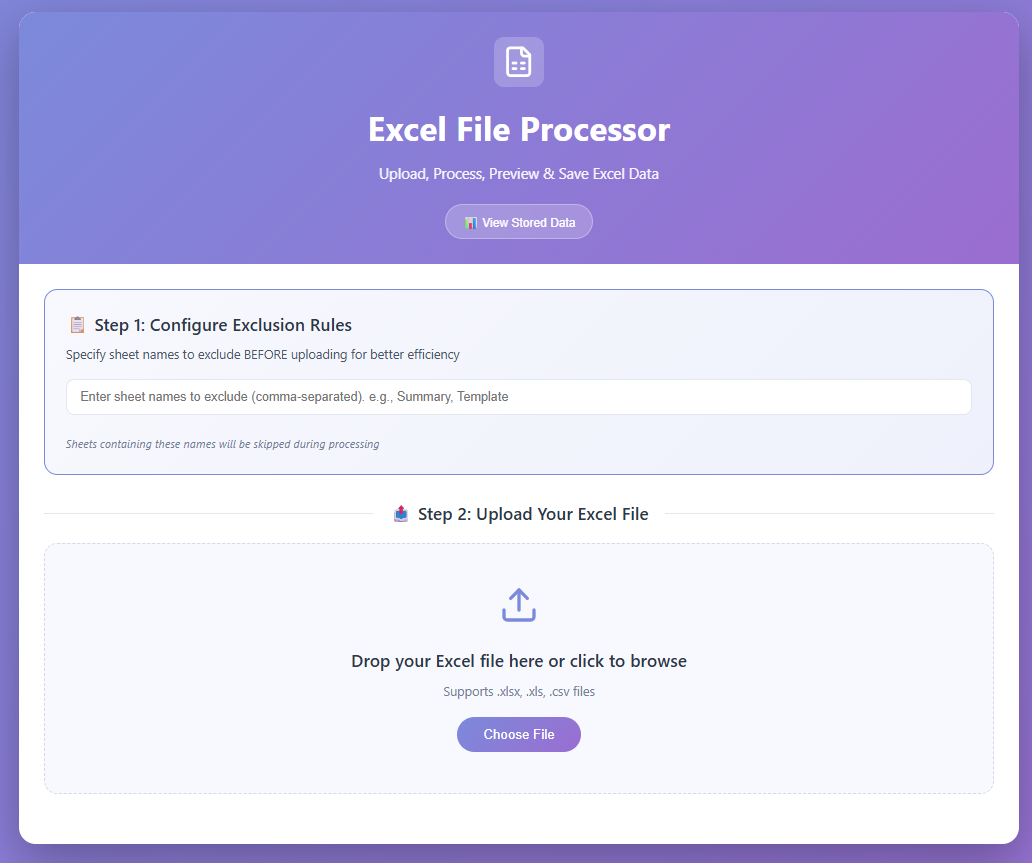 Excel File Processor
Upload, Process, Preview & Save Excel Data
📊 View Stored Data
📋 Step 1: Configure Exclusion Rules
Specify sheet names to exclude BEFORE uploading for better efficiency
Enter sheet names to exclude (comma-separated). e.g., Summary, Template
Sheets containing these names will be skipped during processing
📤 Step 2: Upload Your Excel File
Drop your Excel file here or click to browse
Supports .xlsx, .xls, .csv files
Choose File